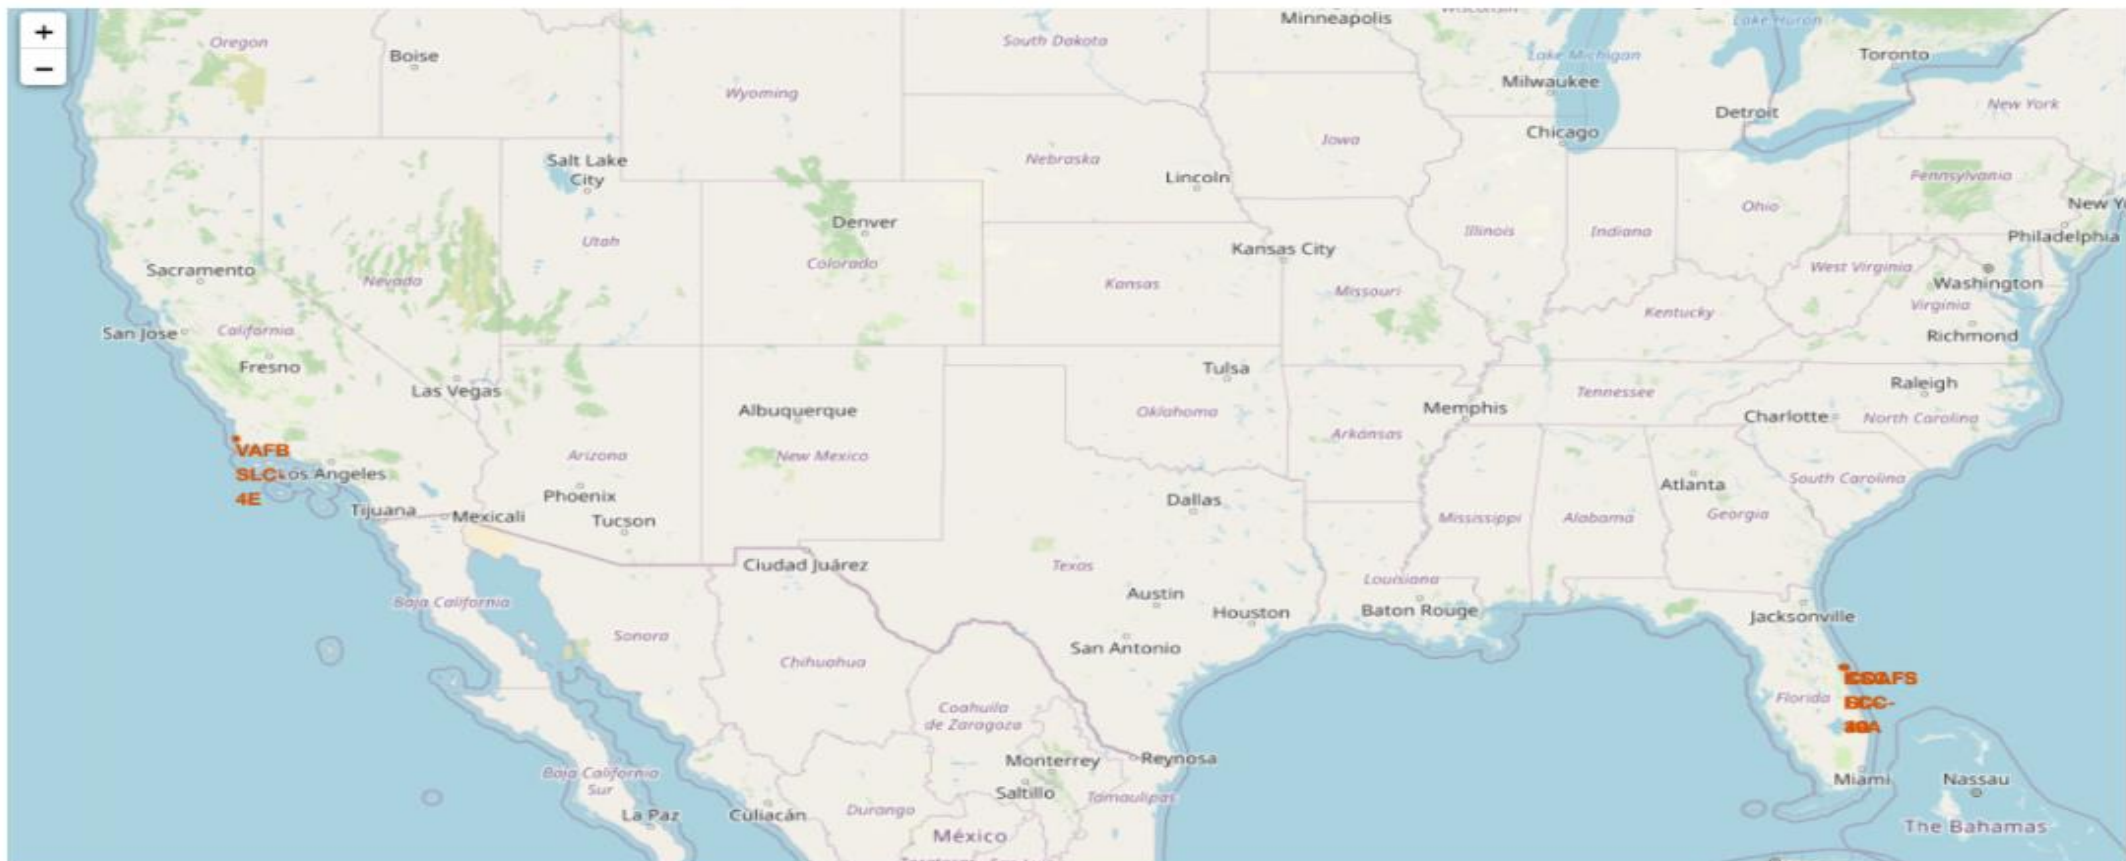 +
−
Oregon
Boise
Wyoming
South Dakota
Minneapolis
Wisconsin
Lake Michigan
Lake Huron
Toronto
Milwaukee
Detroit
New York
Chicago
Iowa
Nebraska
Lincoln
Salt Lake
City
Utah
Denver
Colorado
Kansas City
Kansas
Missouri
Illinois
Indiana
Ohio
Pennsylvania
New Y
Philadelphia
West Virginia
Washington
Virginia
Richmond
Kentucky
Sacramento
Nevada
San Jose
California
Fresno
Las Vegas
Albuquerque
Tulsa
Oklahoma
Memphis
Tennessee
Raleigh
Charlotte
North Carolina
Arkansas
VAFB
SLC-
4E
Los Angeles
Arizona
New Mexico
Phoenix
Tucson
Tijuana
Mexicali
Dallas
Mississippi
Alabama
Atlanta
Georgia
South Carolina
Ciudad Juárez
Texas
Louisiana
Austin
Houston
Baton Rouge
San Antonio
Jacksonville
Baja California
Sonora
Chihuahua
Florida
Coahuila
de Zaragoza
Monterrey
Reynosa
Saltillo
Tamaulipas
Miami
Nassau
The Bahamas
Baja California
Sur
La Paz
Culiacán
Durango
México